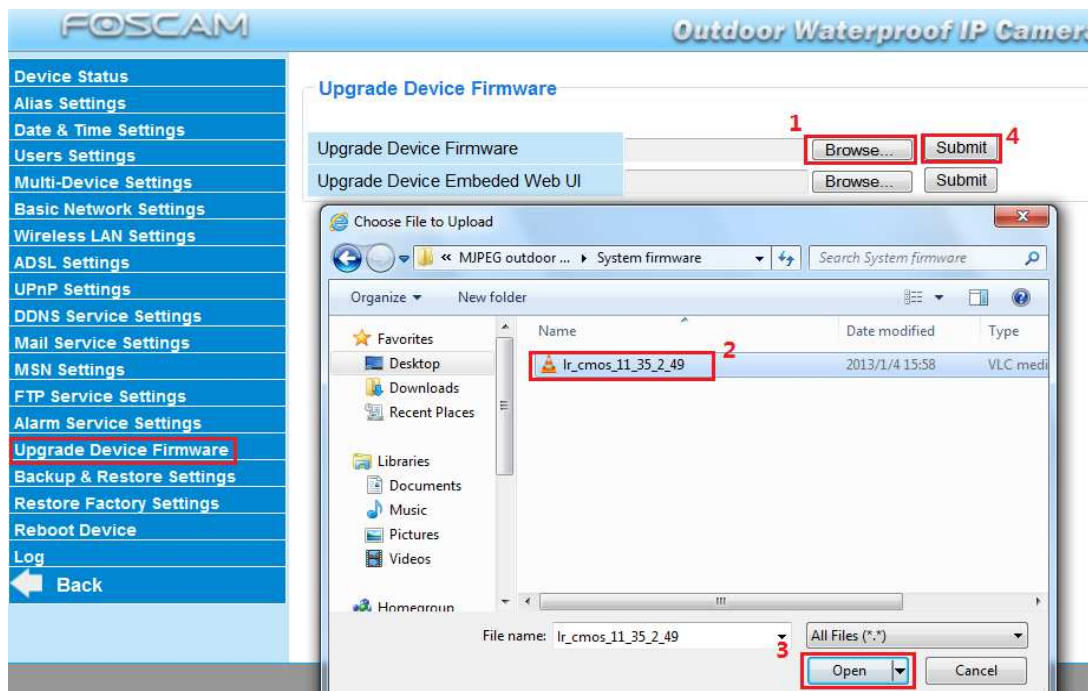 FOSCAM
Outdoor Waterproof IP Camera
Device Status
Alias Settings
Date & Time Settings
Users Settings
Multi-Device Settings
Basic Network Settings
Wireless LAN Settings
ADSL Settings
UPnP Settings
DDNS Service Settings
Mail Service Settings
MSN Settings
FTP Service Settings
Alarm Service Settings
Upgrade Device Firmware
Backup & Restore Settings
Restore Factory Settings
Reboot Device
Log
Back
Upgrade Device Firmware
Upgrade Device Firmware Browse... 1 Submit 4
Upgrade Device Embeded Web UI Browse... Submit
Choose File to Upload
« MJPEG outdoor ... System firmware Search System firmware
Organize New folder
Name Date modified Type
lr_cmos_11_35_2_49 2 2013/1/4 15:58 VLC medi
Favorites
Desktop
Downloads
Recent Places
Libraries
Documents
Music
Pictures
Videos
Homegroup
File name: lr_cmos_11_35_2_49 All Files (*.*)
3 Open Cancel